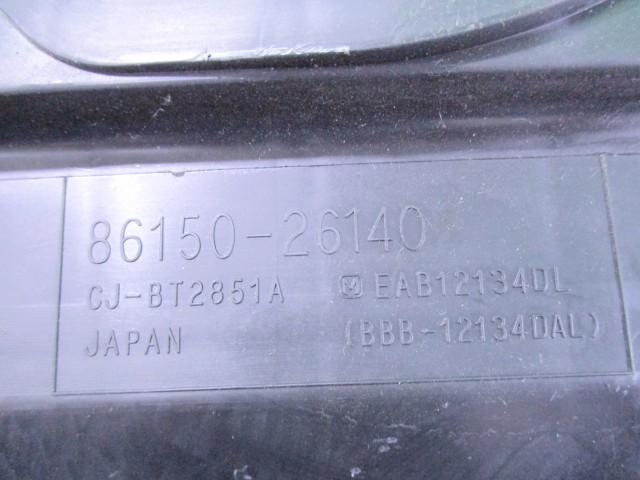 86150-26140
CJ-BT2851A M EAB12134DL
JAPAN (BBB-12134DAL)